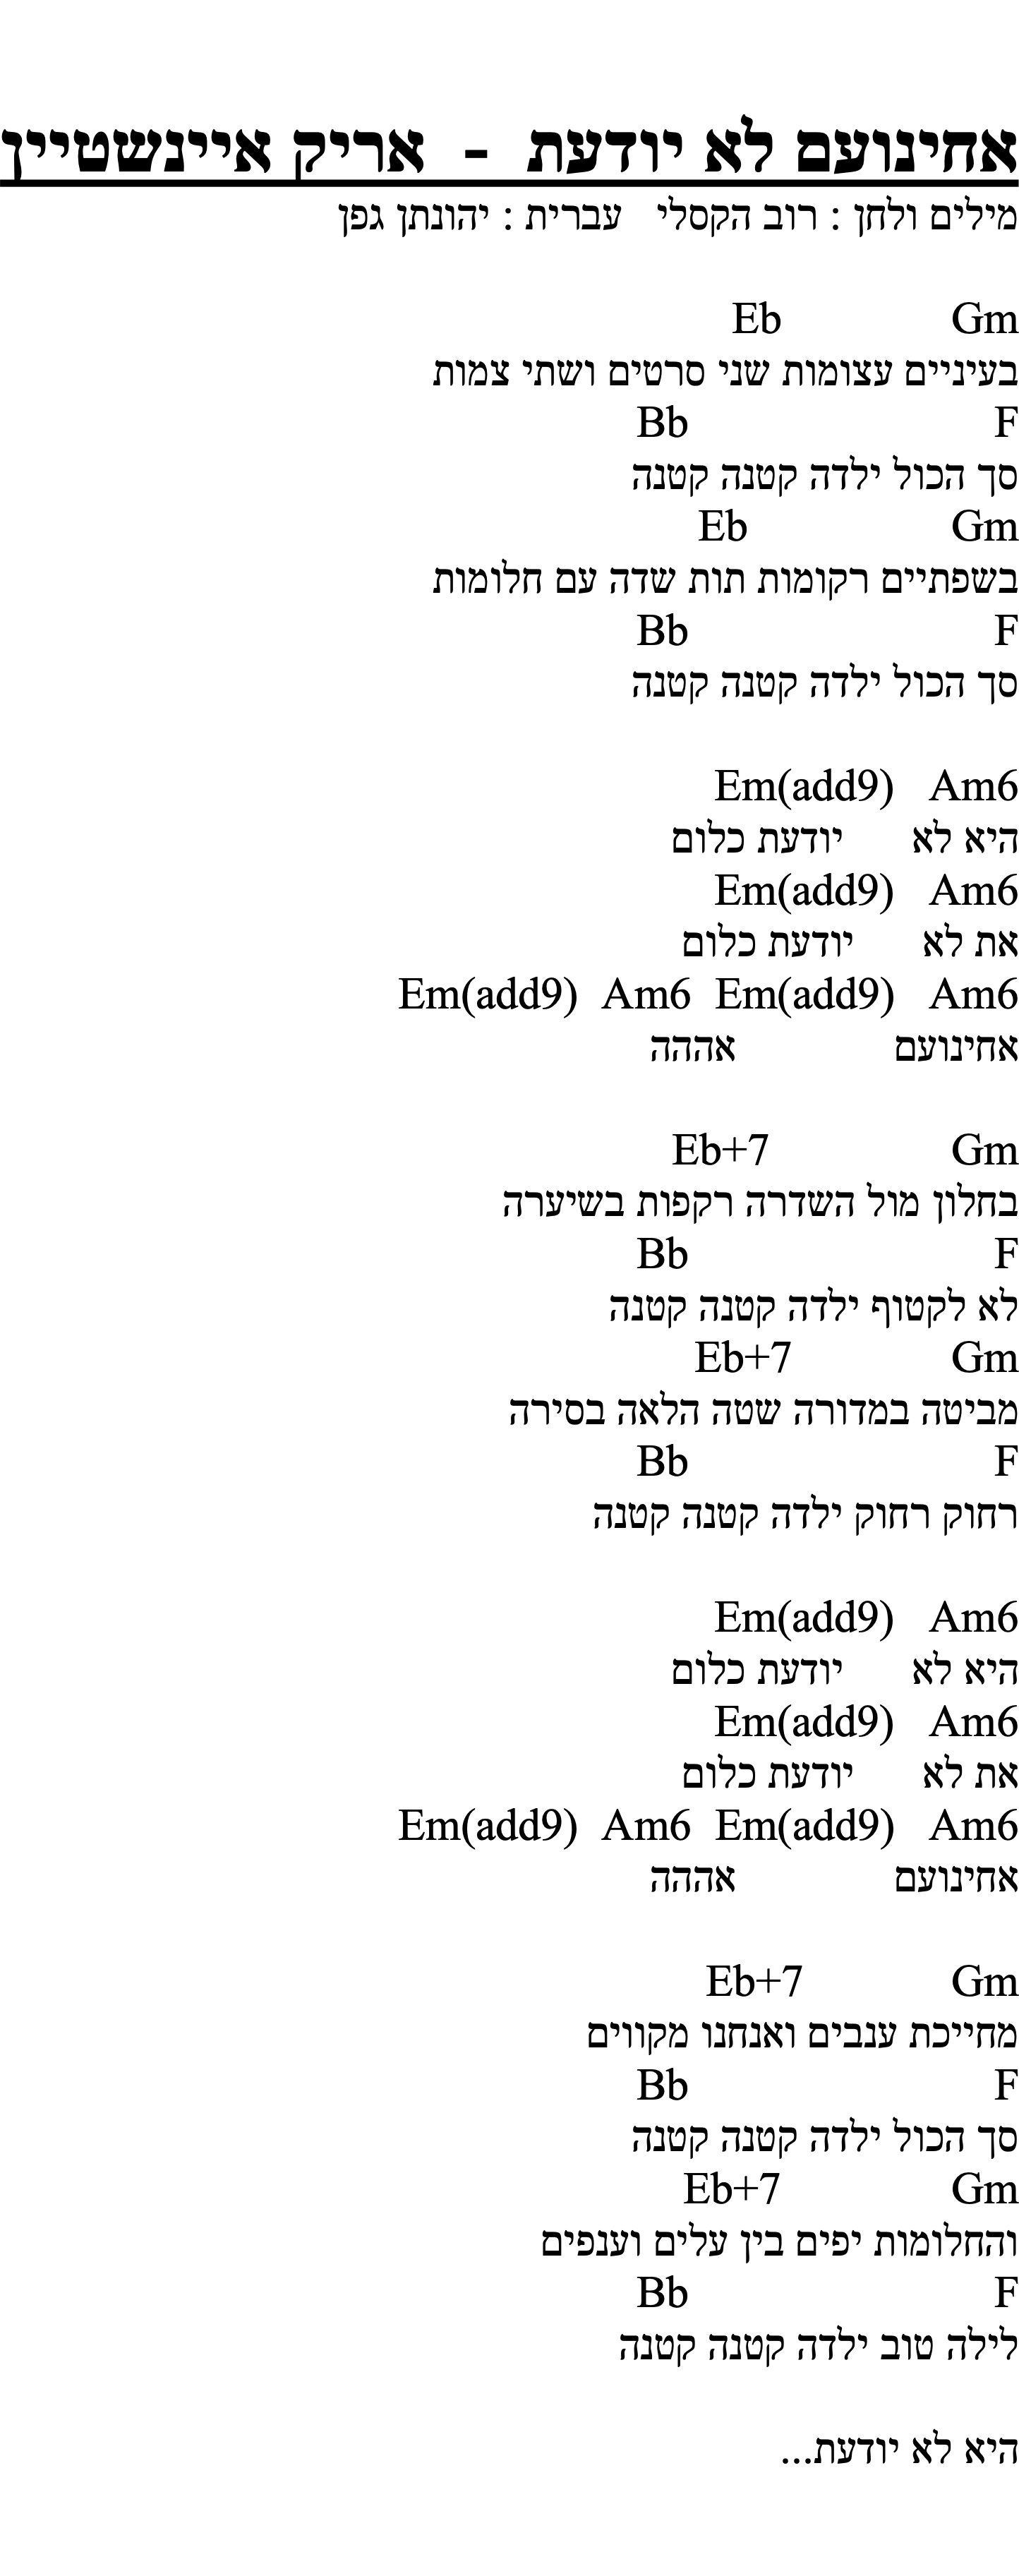 אחינועם לא יודעת - אריק איינשטיין
מילים ולחן : רוב הקסלי עברית : יהונתן גפן
Gm Eb
בעיניים עצומות שני סרטים ושתי צמות
F Bb
סך הכול ילדה קטנה קטנה
Gm Eb
בשפתיים רקומות תות שדה עם חלומות
F Bb
סך הכול ילדה קטנה קטנה
Am6 Em(add9)
היא לא יודעת כלום
Am6 Em(add9)
את לא יודעת כלום
Am6 Em(add9) Am6 Em(add9)
אחינועם אההה
Gm Eb+7
בחלון מול השדרה רקפות בשיערה
F Bb
לא לקטוף ילדה קטנה קטנה
Gm Eb+7
מביטה במדורה שטה הלאה בסירה
F Bb
רחוק רחוק ילדה קטנה קטנה
Am6 Em(add9)
היא לא יודעת כלום
Am6 Em(add9)
את לא יודעת כלום
Am6 Em(add9) Am6 Em(add9)
אחינועם אההה
Gm Eb+7
מחייכת ענבים ואנחנו מקווים
F Bb
סך הכול ילדה קטנה קטנה
Gm Eb+7
והחלומות יפים בין עלים וענפים
F Bb
לילה טוב ילדה קטנה קטנה
היא לא יודעת...